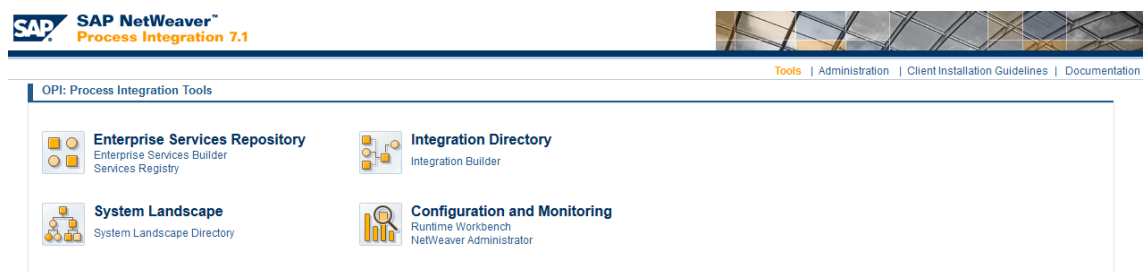 SAP
SAP NetWeaver™
Process Integration 7.1
Tools | Administration | Client Installation Guidelines | Documentation
OPI: Process Integration Tools
Enterprise Services Repository
Enterprise Services Builder
Services Registry
Integration Directory
Integration Builder
System Landscape
System Landscape Directory
Configuration and Monitoring
Runtime Workbench
NetWeaver Administrator